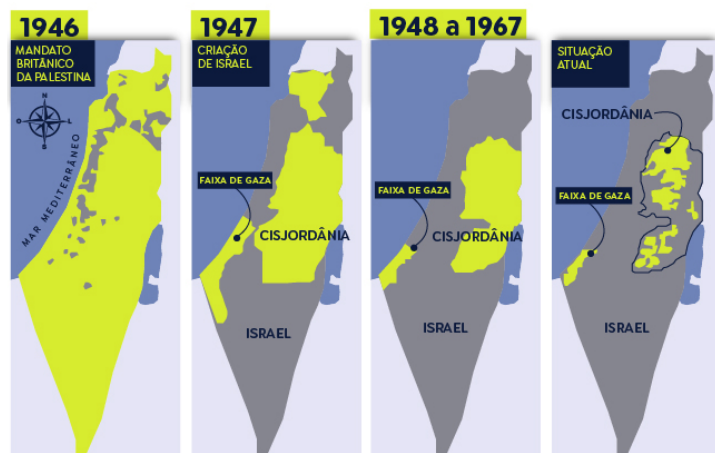 1946
MANDATO
BRITÂNICO
DA PALESTINA
N
O
L
S
MAR MEDITERRÂNEO
1947
CRIAÇÃO
DE ISRAEL
FAIXA DE GAZA
CISJORDÂNIA
ISRAEL
1948 a 1967
FAIXA DE GAZA
CISJORDÂNIA
ISRAEL
SITUAÇÃO
ATUAL
CISJORDÂNIA
FAIXA DE GAZA
ISRAEL